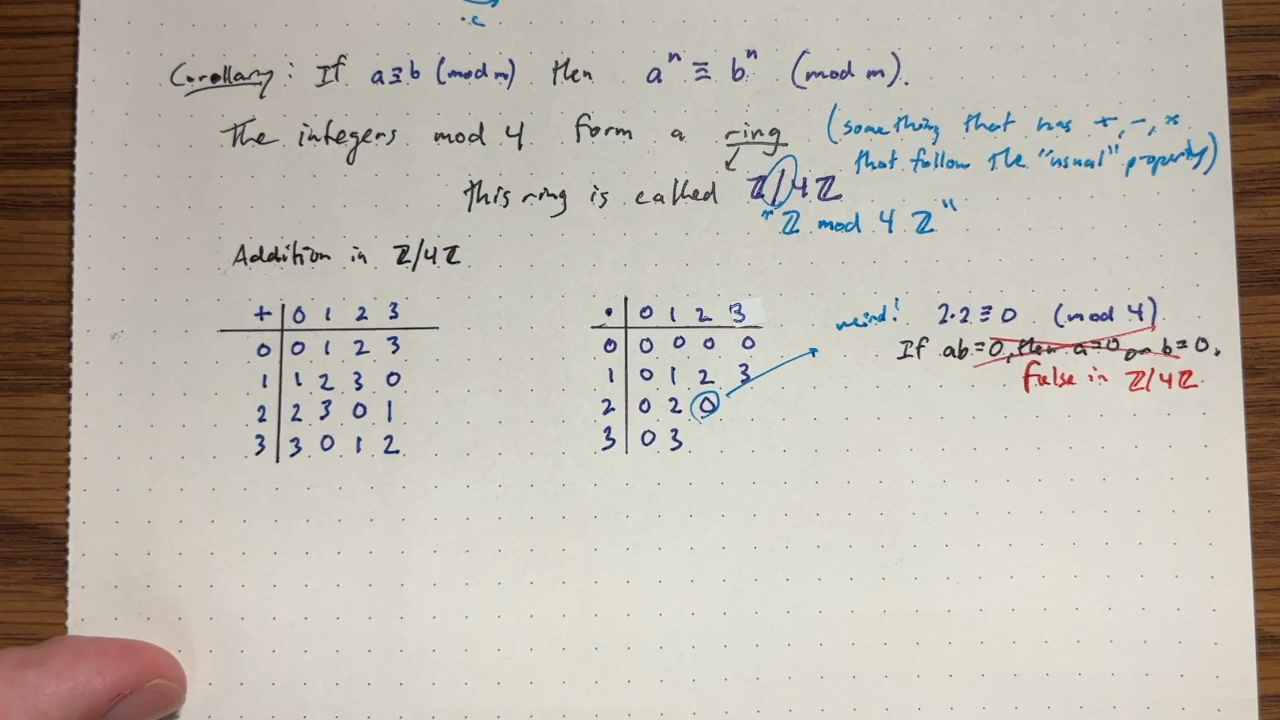 ·c
Corollary: If a≡b (mod m) then aⁿ ≡ bⁿ (mod m).
The integers mod 4 form a ring (something that has +, -, ×
that follow the "usual" property)
this ring is called ℤ/4ℤ
"ℤ mod 4 ℤ"
Addition in ℤ/4ℤ
+ 0 1 2 3
0 0 1 2 3
1 1 2 3 0
2 2 3 0 1
3 3 0 1 2
· 0 1 2 3
0 0 0 0 0
1 0 1 2 3
2 0 2 0
3 0 3
weird! 2·2≡0 (mod 4)
If ab=0, then a=0 or b=0.
false in ℤ/4ℤ